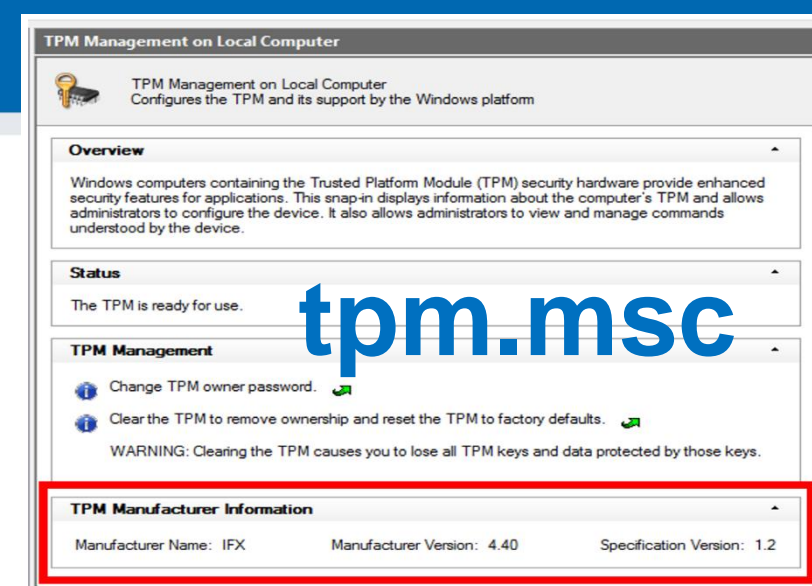 TPM Management on Local Computer
TPM Management on Local Computer
Configures the TPM and its support by the Windows platform
Overview
Windows computers containing the Trusted Platform Module (TPM) security hardware provide enhanced
security features for applications. This snap-in displays information about the computer's TPM and allows
administrators to configure the device. It also allows administrators to view and manage commands
understood by the device.
Status
The TPM is ready for use.
tpm.msc
TPM Management
Change TPM owner password.
Clear the TPM to remove ownership and reset the TPM to factory defaults.
WARNING: Clearing the TPM causes you to lose all TPM keys and data protected by those keys.
TPM Manufacturer Information
Manufacturer Name: IFX Manufacturer Version: 4.40 Specification Version: 1.2